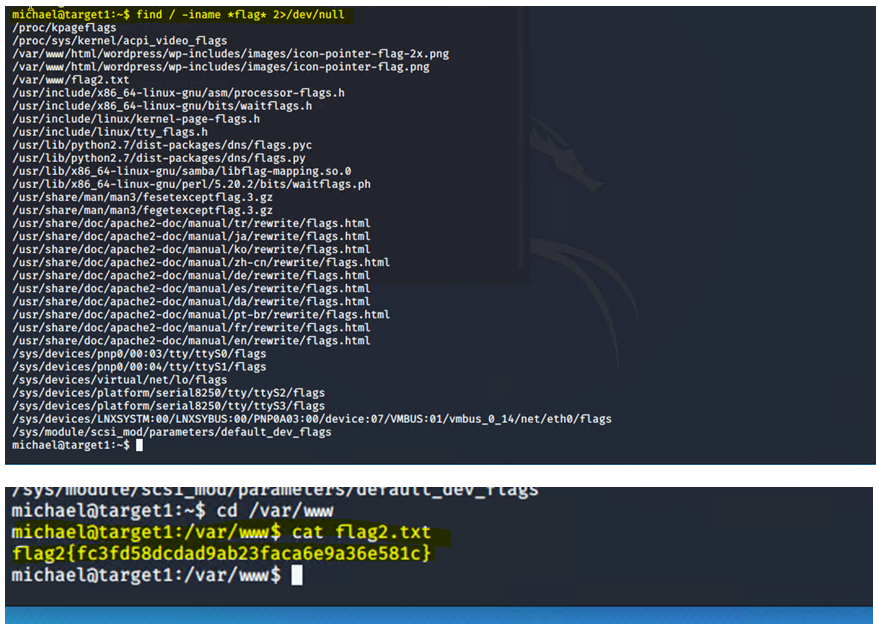 michael@target1:~$ find / -iname *flag* 2>/dev/null
/proc/kpageflags
/proc/sys/kernel/acpi_video_flags
/var/www/html/wordpress/wp-includes/images/icon-pointer-flag-2x.png
/var/www/html/wordpress/wp-includes/images/icon-pointer-flag.png
/var/www/flag2.txt
/usr/include/x86_64-linux-gnu/asm/processor-flags.h
/usr/include/x86_64-linux-gnu/bits/waitflags.h
/usr/include/linux/kernel-page-flags.h
/usr/include/linux/tty_flags.h
/usr/lib/python2.7/dist-packages/dns/flags.pyc
/usr/lib/python2.7/dist-packages/dns/flags.py
/usr/lib/x86_64-linux-gnu/samba/libflag-mapping.so.0
/usr/lib/x86_64-linux-gnu/perl/5.20.2/bits/waitflags.ph
/usr/share/man/man3/fesetexceptflag.3.gz
/usr/share/man/man3/fegetexceptflag.3.gz
/usr/share/doc/apache2-doc/manual/tr/rewrite/flags.html
/usr/share/doc/apache2-doc/manual/ja/rewrite/flags.html
/usr/share/doc/apache2-doc/manual/ko/rewrite/flags.html
/usr/share/doc/apache2-doc/manual/zh-cn/rewrite/flags.html
/usr/share/doc/apache2-doc/manual/de/rewrite/flags.html
/usr/share/doc/apache2-doc/manual/es/rewrite/flags.html
/usr/share/doc/apache2-doc/manual/da/rewrite/flags.html
/usr/share/doc/apache2-doc/manual/pt-br/rewrite/flags.html
/usr/share/doc/apache2-doc/manual/fr/rewrite/flags.html
/usr/share/doc/apache2-doc/manual/en/rewrite/flags.html
/sys/devices/pnp0/00:03/tty/ttyS0/flags
/sys/devices/pnp0/00:04/tty/ttyS1/flags
/sys/devices/virtual/net/lo/flags
/sys/devices/platform/serial8250/tty/ttyS2/flags
/sys/devices/platform/serial8250/tty/ttyS3/flags
/sys/devices/LNXSYSTM:00/LNXSYBUS:00/PNP0A03:00/device:07/VMBUS:01/vmbus_0_14/net/eth0/flags
/sys/module/scsi_mod/parameters/default_dev_flags
michael@target1:~$
/sys/module/scsi_mod/parameters/default_dev_flags
michael@target1:~$ cd /var/www
michael@target1:/var/www$ cat flag2.txt
flag2{fc3fd58dcdad9ab23faca6e9a36e581c}
michael@target1:/var/www$